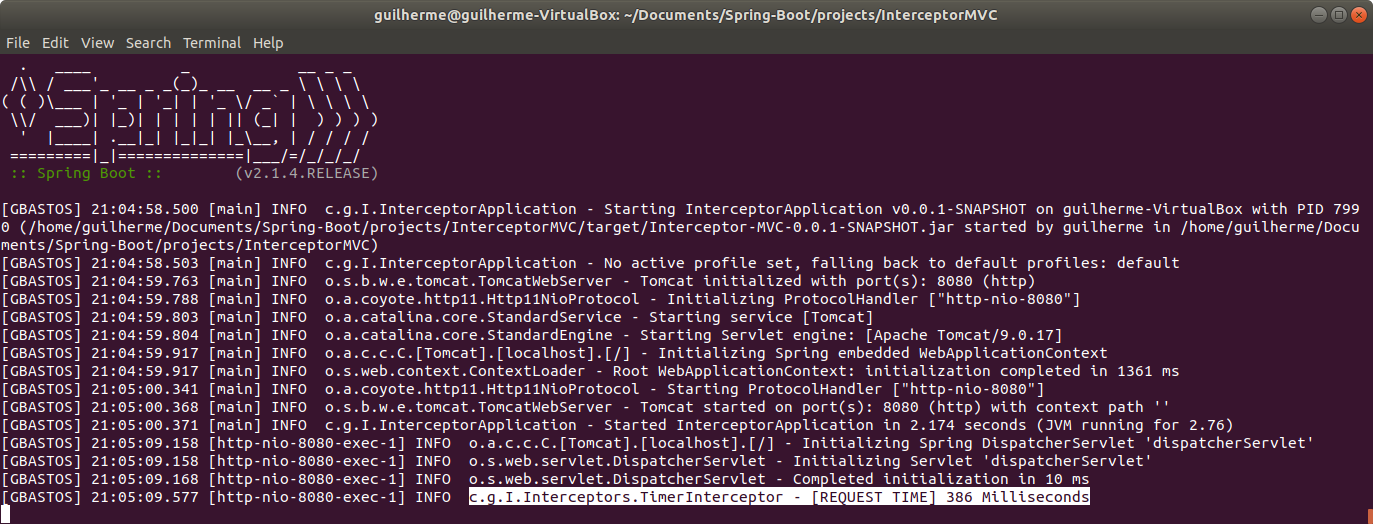 guilherme@guilherme-VirtualBox: ~/Documents/Spring-Boot/projects/InterceptorMVC
File Edit View Search Terminal Help
  .   ____          _            __ _ _
 /\\ / ___'_ __ _ _(_)_ __  __ _ \ \ \ \
( ( )\___ | '_ | '_| | '_ \/ _` | \ \ \ \
 \\/  ___)| |_)| | | | | || (_| |  ) ) ) )
  '  |____| .__|_| |_|_| |_\__, | / / / /
 =========|_|==============|___/=/_/_/_/
 :: Spring Boot ::        (v2.1.4.RELEASE)
[GBASTOS] 21:04:58.500 [main] INFO  c.g.I.InterceptorApplication - Starting InterceptorApplication v0.0.1-SNAPSHOT on guilherme-VirtualBox with PID 799
0 (/home/guilherme/Documents/Spring-Boot/projects/InterceptorMVC/target/Interceptor-MVC-0.0.1-SNAPSHOT.jar started by guilherme in /home/guilherme/Docu
ments/Spring-Boot/projects/InterceptorMVC)
[GBASTOS] 21:04:58.503 [main] INFO  c.g.I.InterceptorApplication - No active profile set, falling back to default profiles: default
[GBASTOS] 21:04:59.763 [main] INFO  o.s.b.w.e.tomcat.TomcatWebServer - Tomcat initialized with port(s): 8080 (http)
[GBASTOS] 21:04:59.788 [main] INFO  o.a.coyote.http11.Http11NioProtocol - Initializing ProtocolHandler ["http-nio-8080"]
[GBASTOS] 21:04:59.803 [main] INFO  o.a.catalina.core.StandardService - Starting service [Tomcat]
[GBASTOS] 21:04:59.804 [main] INFO  o.a.catalina.core.StandardEngine - Starting Servlet engine: [Apache Tomcat/9.0.17]
[GBASTOS] 21:04:59.917 [main] INFO  o.a.c.c.C.[Tomcat].[localhost].[/] - Initializing Spring embedded WebApplicationContext
[GBASTOS] 21:04:59.917 [main] INFO  o.s.web.context.ContextLoader - Root WebApplicationContext: initialization completed in 1361 ms
[GBASTOS] 21:05:00.341 [main] INFO  o.a.coyote.http11.Http11NioProtocol - Starting ProtocolHandler ["http-nio-8080"]
[GBASTOS] 21:05:00.368 [main] INFO  o.s.b.w.e.tomcat.TomcatWebServer - Tomcat started on port(s): 8080 (http) with context path ''
[GBASTOS] 21:05:00.371 [main] INFO  c.g.I.InterceptorApplication - Started InterceptorApplication in 2.174 seconds (JVM running for 2.76)
[GBASTOS] 21:05:09.158 [http-nio-8080-exec-1] INFO  o.a.c.c.C.[Tomcat].[localhost].[/] - Initializing Spring DispatcherServlet 'dispatcherServlet'
[GBASTOS] 21:05:09.158 [http-nio-8080-exec-1] INFO  o.s.web.servlet.DispatcherServlet - Initializing Servlet 'dispatcherServlet'
[GBASTOS] 21:05:09.168 [http-nio-8080-exec-1] INFO  o.s.web.servlet.DispatcherServlet - Completed initialization in 10 ms
[GBASTOS] 21:05:09.577 [http-nio-8080-exec-1] INFO  c.g.I.Interceptors.TimerInterceptor - [REQUEST TIME] 386 Milliseconds